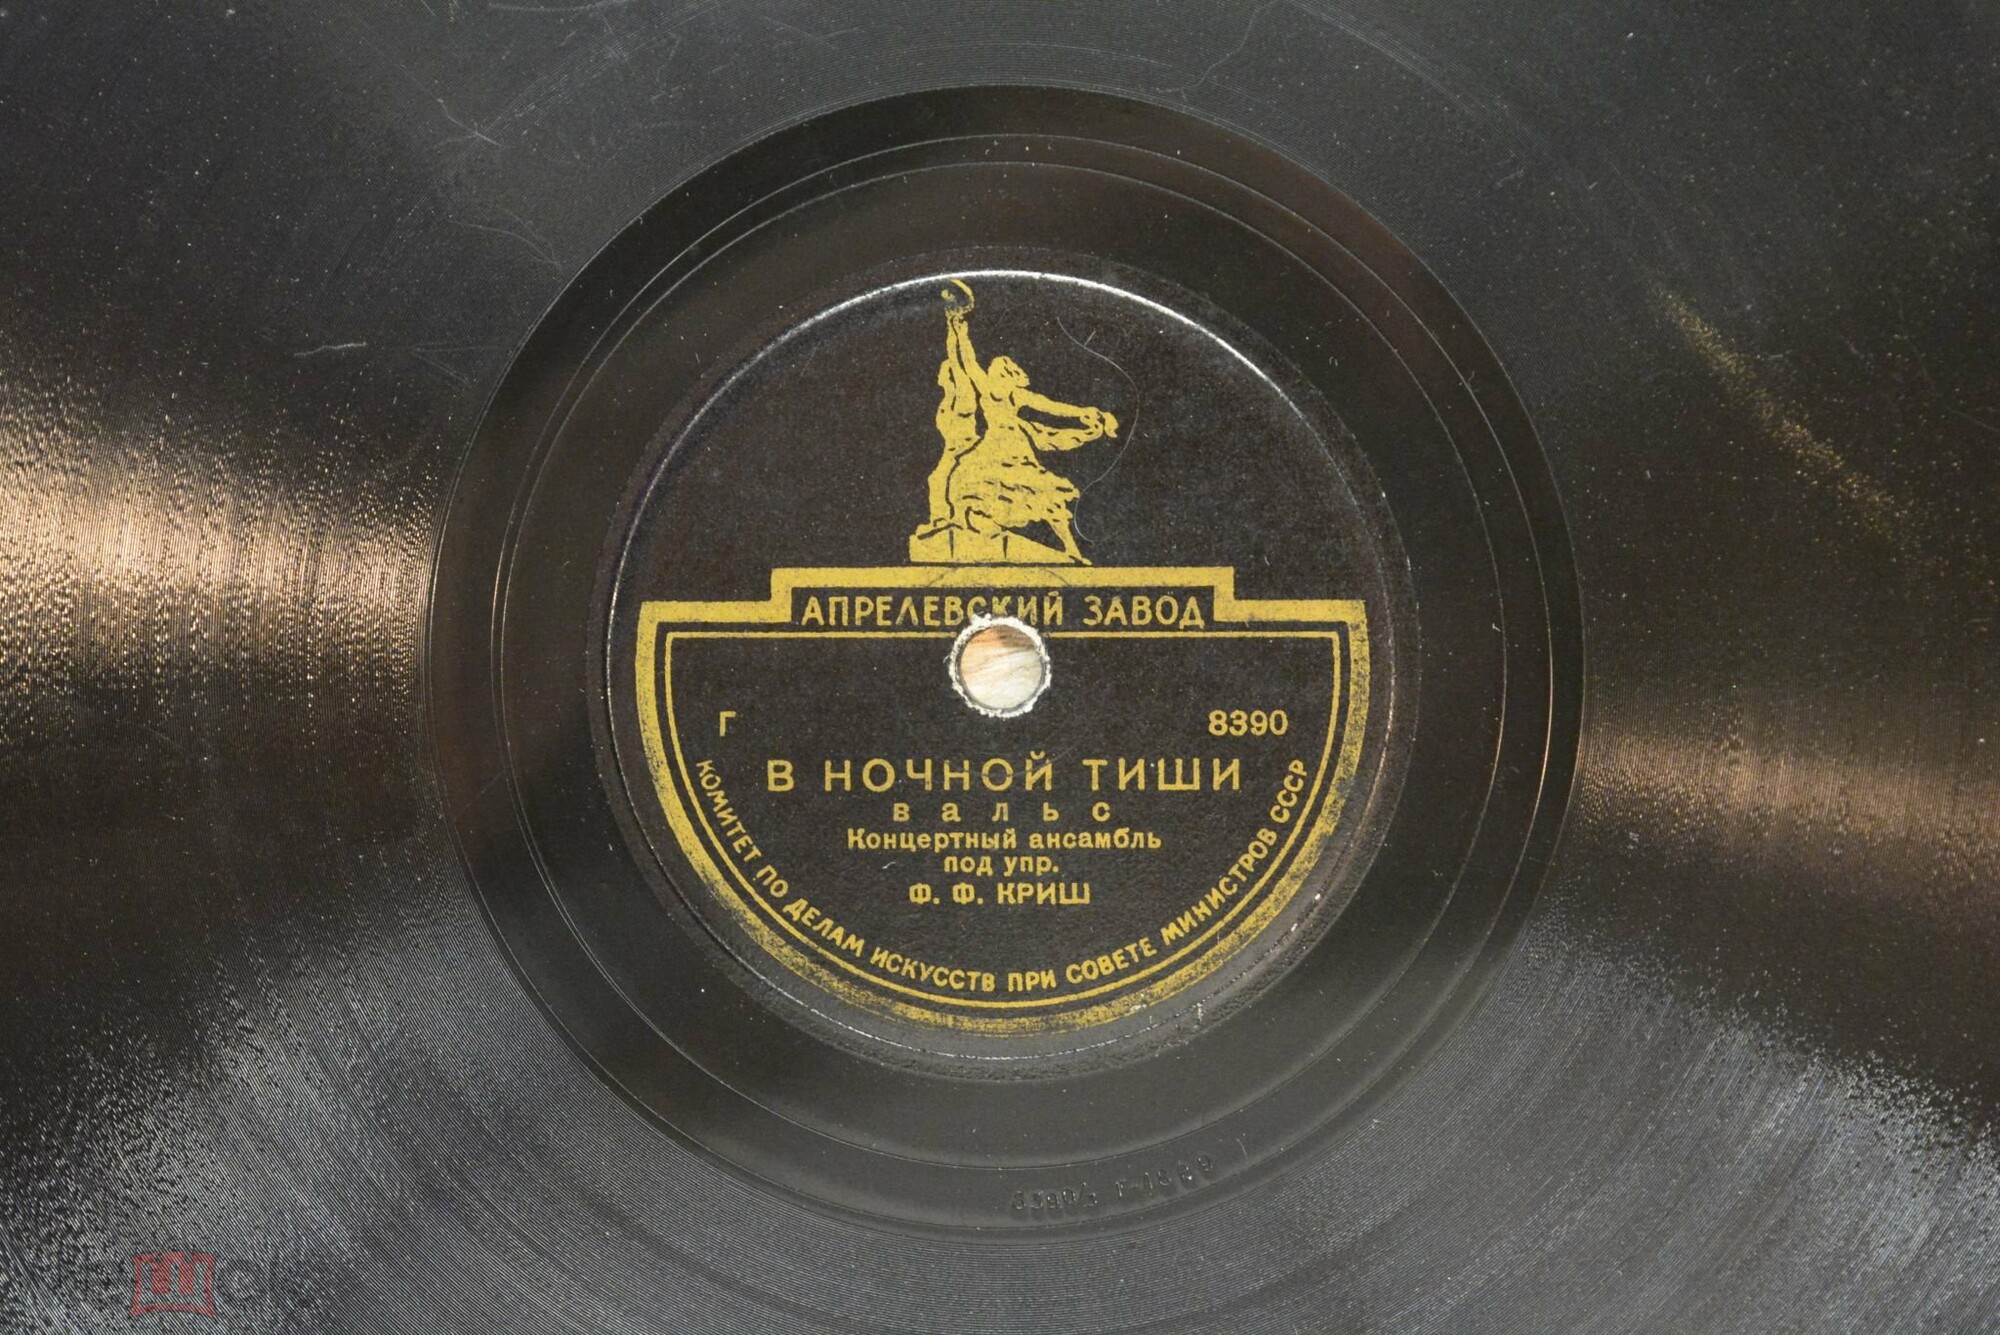 АПРЕЛЕВСКИЙ ЗАВОД
Г 8390
В НОЧНОЙ ТИШИ
вальс
Концертный ансамбль
под упр.
Ф. Ф. КРИШ
КОМИТЕТ ПО ДЕЛАМ ИСКУССТВ ПРИ СОВЕТЕ МИНИСТРОВ СССР